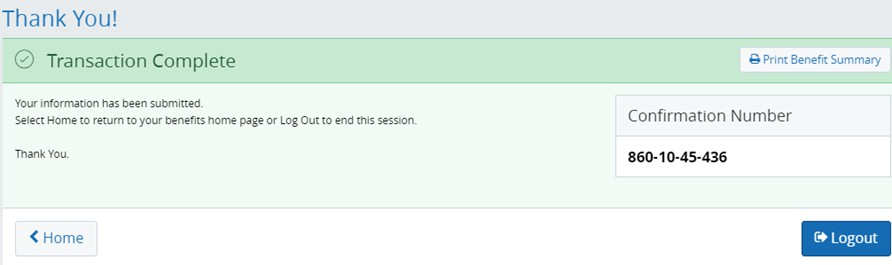 Thank You!
Transaction Complete
Print Benefit Summary
Your information has been submitted.
Select Home to return to your benefits home page or Log Out to end this session.
Thank You.
Confirmation Number
860-10-45-436
Home
Logout